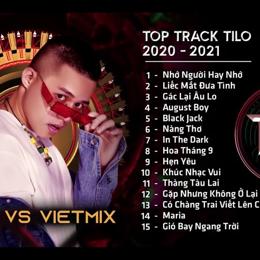 TOP TRACK TILO
2020 - 2021
1 - Nhớ Người Hay Nhớ
2 - Liếc Mắt Đưa Tình
3 - Gác Lại Âu Lo
4 - August Boy
5 - Black Jack
6 - Nàng Thơ
7 - In The Dark
8 - Hoa Tháng 9
9 - Hẹn Yêu
10 - Khúc Nhạc Vui
11 - Thằng Tàu Lai
12 - Gặp Nhưng Không Ở Lại
13 - Có Chàng Trai Viết Lên C
14 - Maria
15 - Gió Bay Ngang Trời
VS VIETMIX